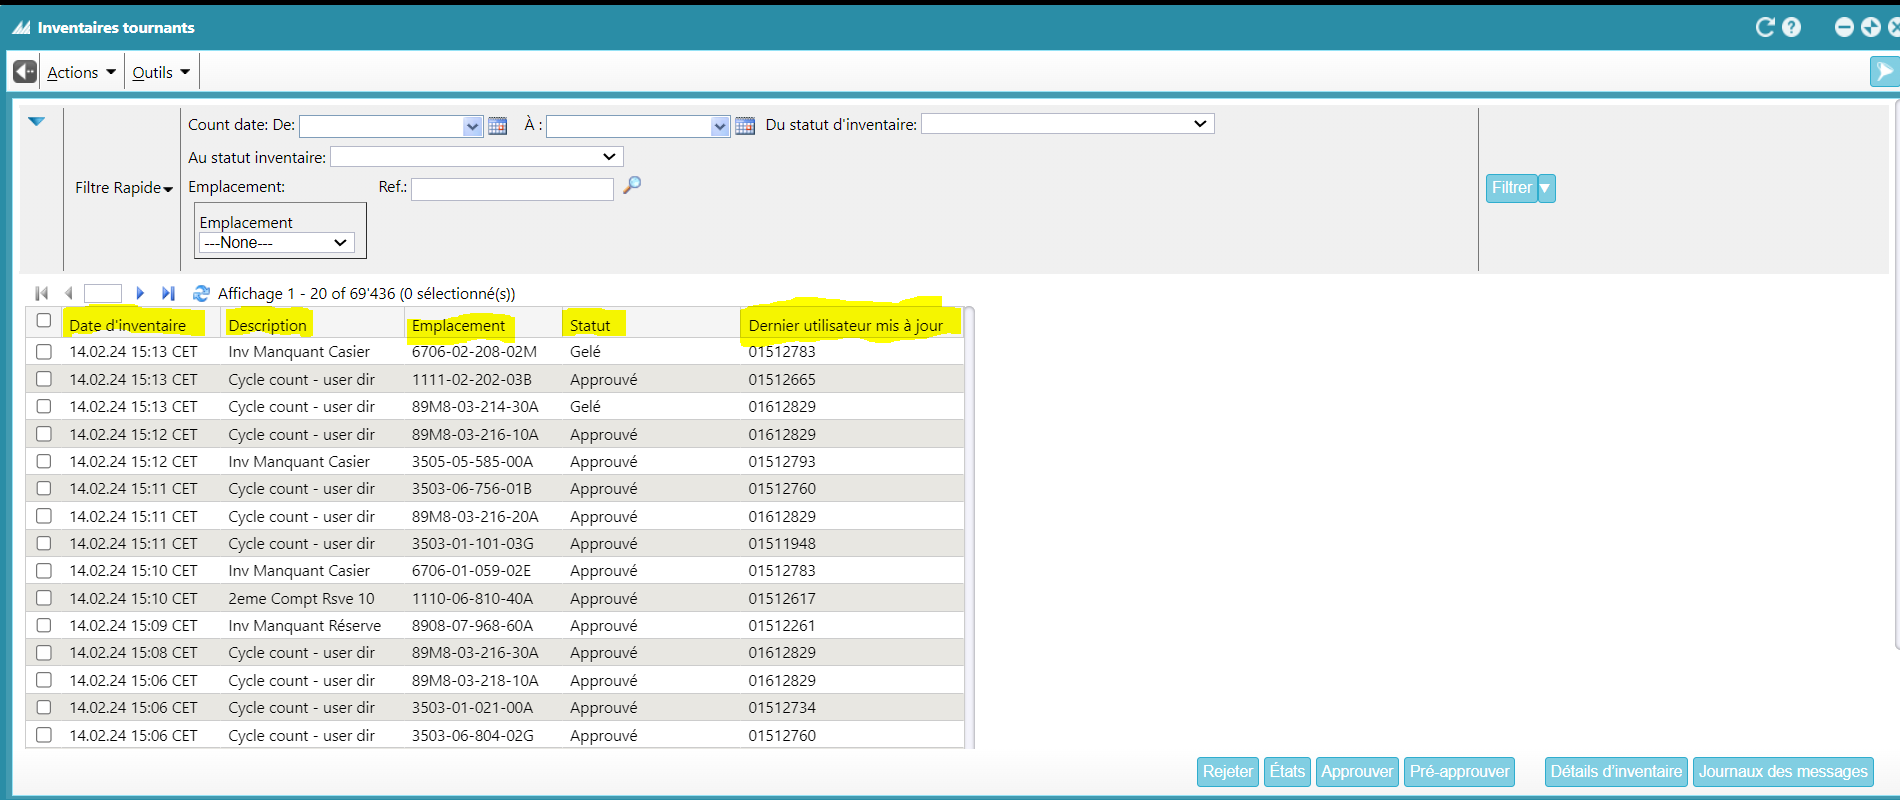 Inventaires tournants
Actions Outils
Count date: De: À : Du statut d'inventaire:
Au statut inventaire:
Filtre Rapide Emplacement: Ref.: Filtrer
Emplacement
---None---
Affichage 1 - 20 of 69'436 (0 sélectionné(s))
Date d'inventaire Description Emplacement Statut Dernier utilisateur mis à jour
14.02.24 15:13 CET Inv Manquant Casier 6706-02-208-02M Gelé 01512783
14.02.24 15:13 CET Cycle count - user dir 1111-02-202-03B Approuvé 01512665
14.02.24 15:13 CET Cycle count - user dir 89M8-03-214-30A Gelé 01612829
14.02.24 15:12 CET Cycle count - user dir 89M8-03-216-10A Approuvé 01612829
14.02.24 15:12 CET Inv Manquant Casier 3505-05-585-00A Approuvé 01512793
14.02.24 15:11 CET Cycle count - user dir 3503-06-756-01B Approuvé 01512760
14.02.24 15:11 CET Cycle count - user dir 89M8-03-216-20A Approuvé 01612829
14.02.24 15:11 CET Cycle count - user dir 3503-01-101-03G Approuvé 01511948
14.02.24 15:10 CET Inv Manquant Casier 6706-01-059-02E Approuvé 01512783
14.02.24 15:10 CET 2eme Compt Rsve 10 1110-06-810-40A Approuvé 01512617
14.02.24 15:09 CET Inv Manquant Réserve 8908-07-968-60A Approuvé 01512261
14.02.24 15:08 CET Cycle count - user dir 89M8-03-216-30A Approuvé 01612829
14.02.24 15:06 CET Cycle count - user dir 89M8-03-218-10A Approuvé 01612829
14.02.24 15:06 CET Cycle count - user dir 3503-01-021-00A Approuvé 01512734
14.02.24 15:06 CET Cycle count - user dir 3503-06-804-02G Approuvé 01512760
Rejeter États Approuver Pré-approuver Détails d'inventaire Journaux des messages